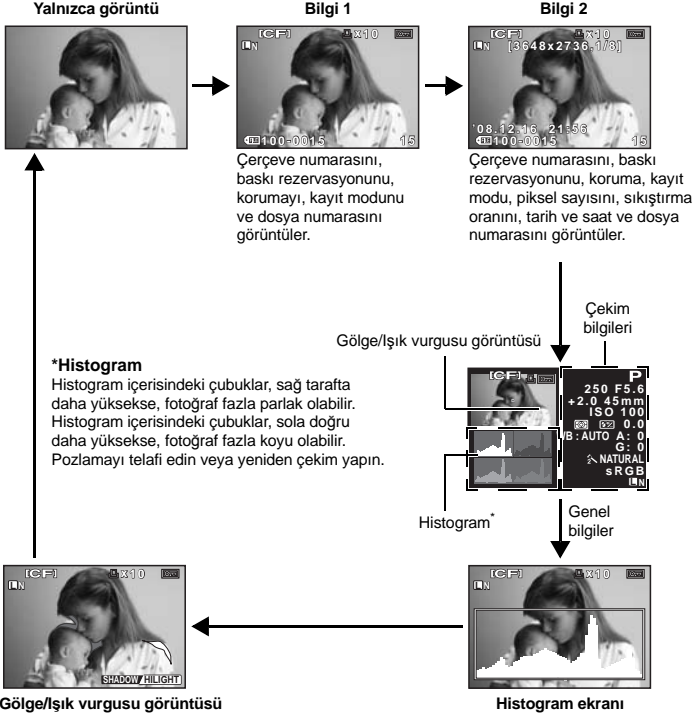 Yalnızca görüntü
Bilgi 1
Bilgi 2
[CF]
x10
LN
100-0015
15
[CF]
x10
LN
[3648x2736,1/8]
'08.12.16 21:56
100-0015
15
Çerçeve numarasını,
baskı rezervasyonunu,
korumayı, kayıt modunu
ve dosya numarasını
görüntüler.
Çerçeve numarasını, baskı
rezervasyonunu, koruma, kayıt
modu, piksel sayısını, sıkıştırma
oranını, tarih ve saat ve dosya
numarasını görüntüler.
Çekim
bilgileri
Gölge/Işık vurgusu görüntüsü
*Histogram
Histogram içerisindeki çubuklar, sağ tarafta
daha yüksekse, fotoğraf fazla parlak olabilir.
Histogram içerisindeki çubuklar, sola doğru
daha yüksekse, fotoğraf fazla koyu olabilir.
Pozlamayı telafi edin veya yeniden çekim yapın.
[CF]
P
250 F5.6
+2.0 45mm
ISO 100
0.0
WB : AUTO A: 0
G: 0
NATURAL
sRGB
LN
Histogram*
Genel
bilgiler
[CF]
x10
LN
SHADOW HILIGHT
[CF]
x10
LN
Gölge/Işık vurgusu görüntüsü
Histogram ekranı